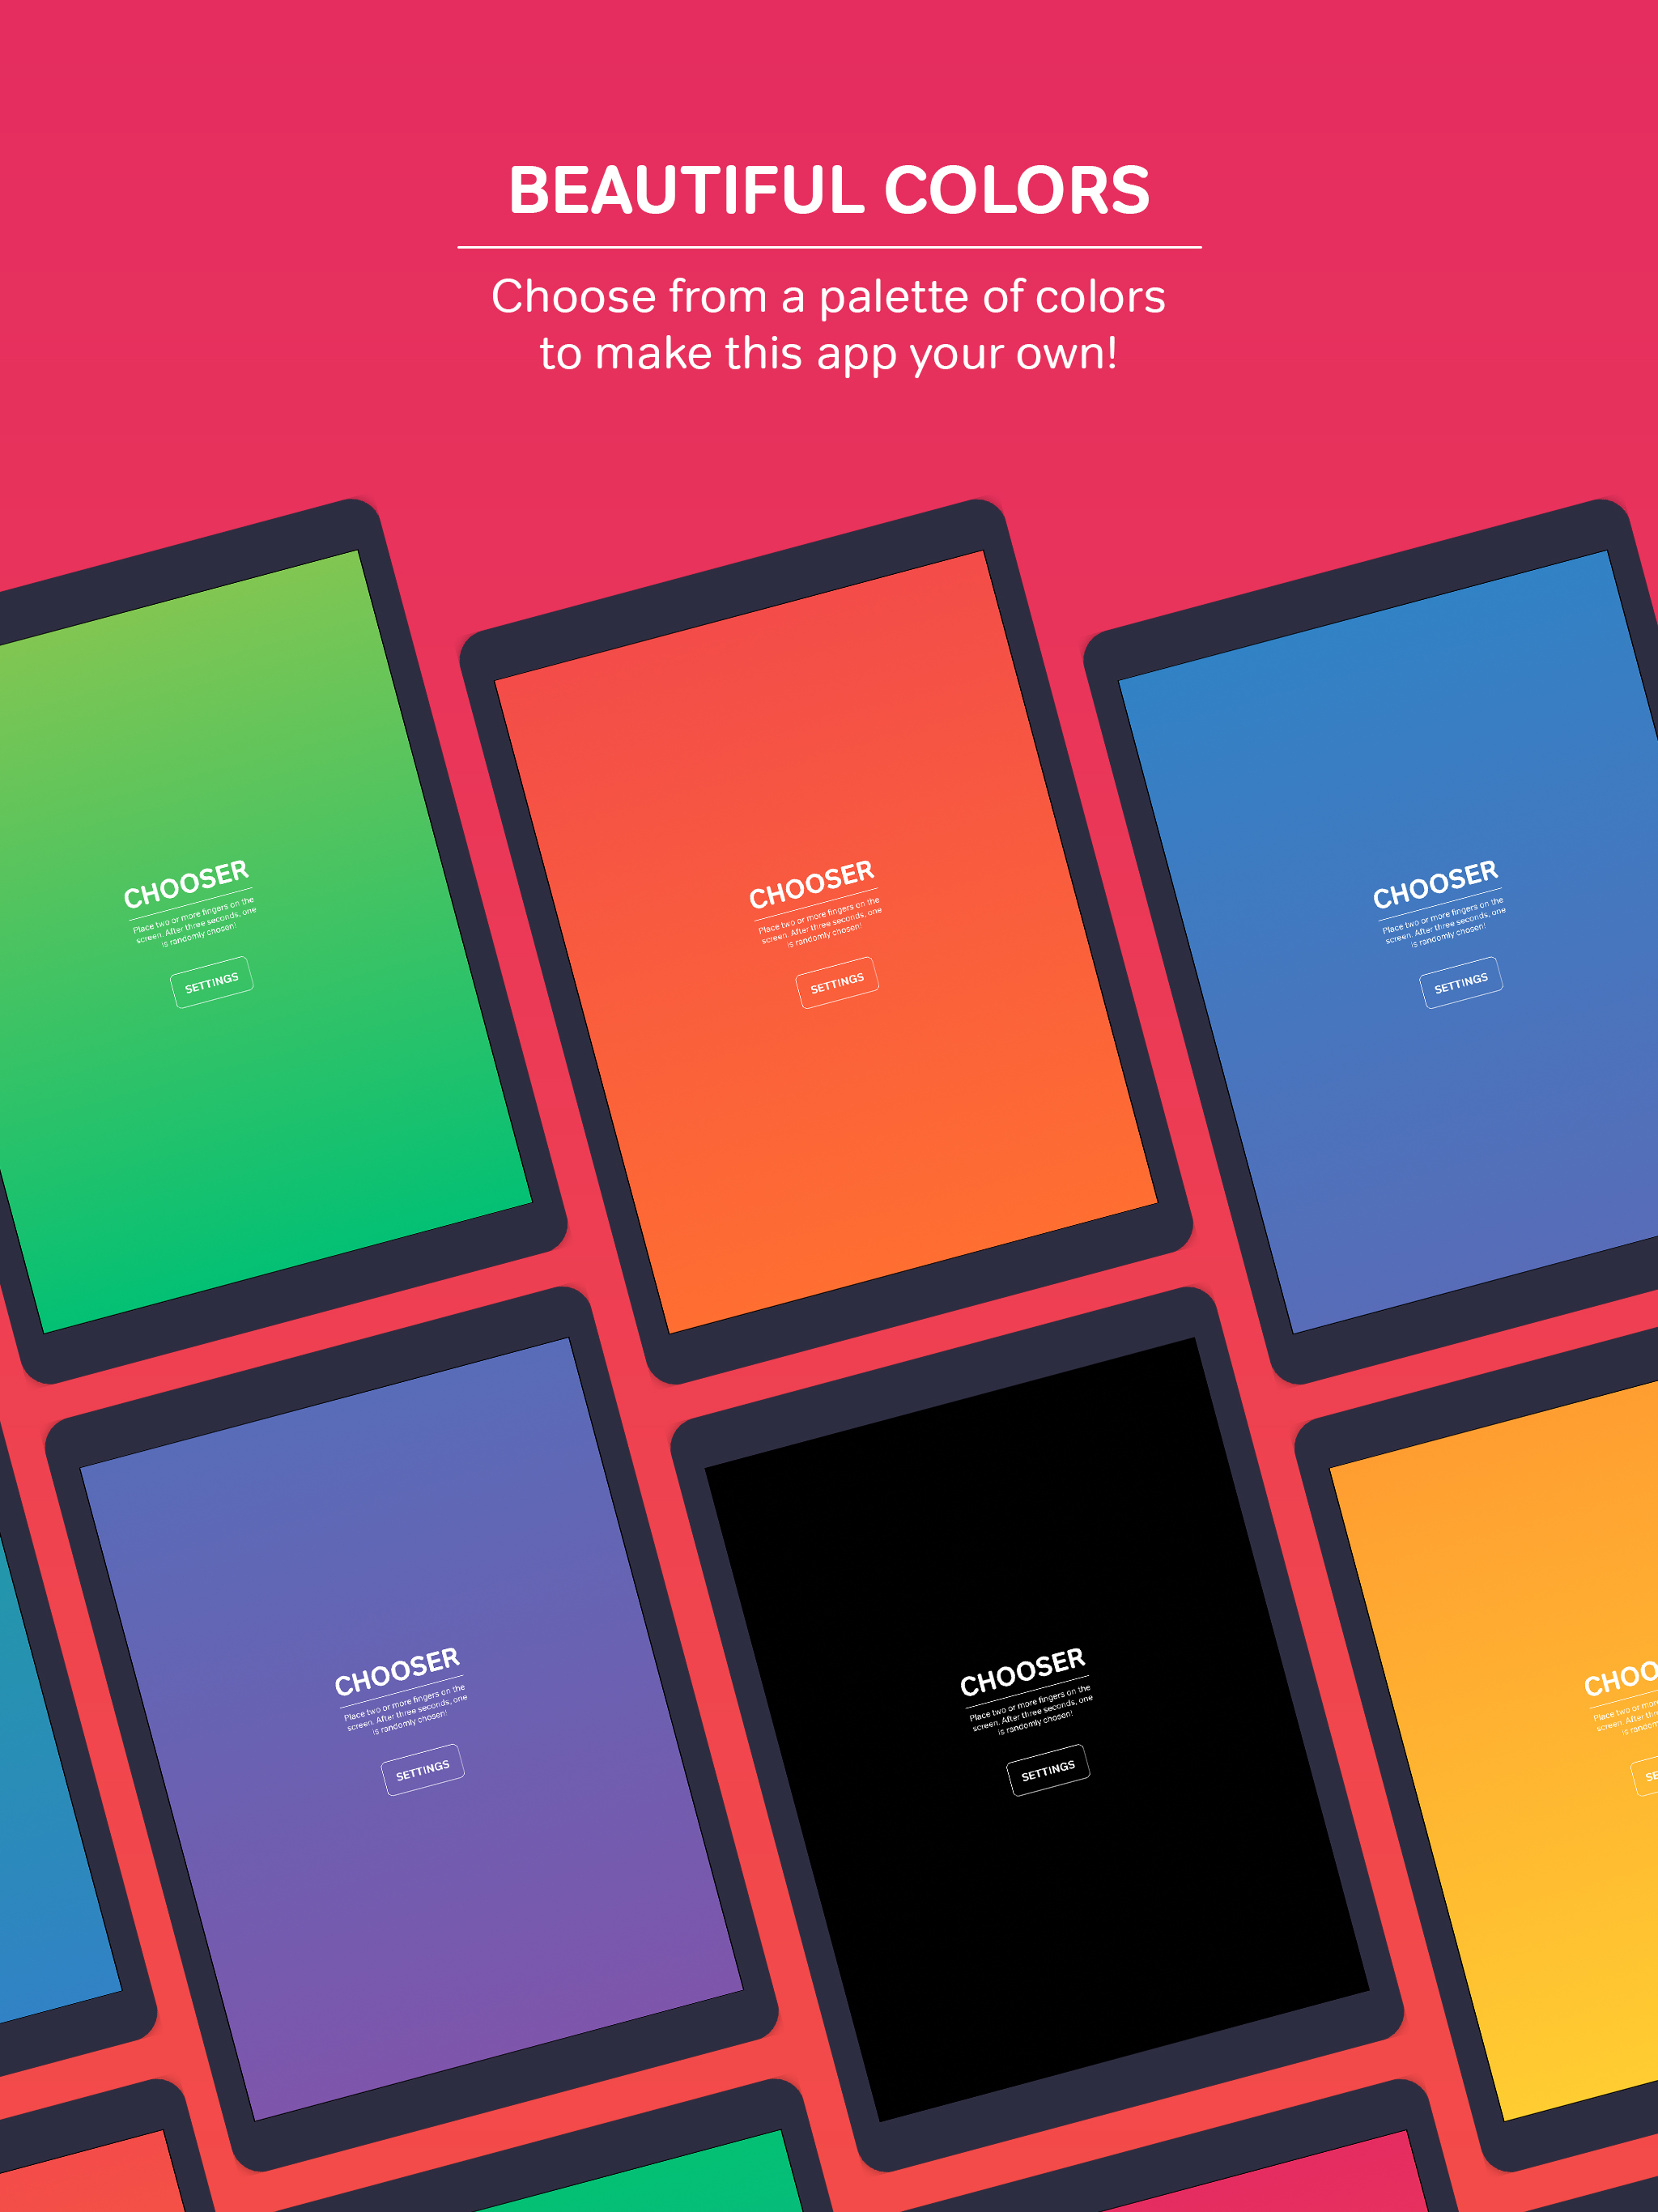 BEAUTIFUL COLORS
Choose from a palette of colors
to make this app your own!
CHOOSER
Place two or more fingers on the
screen. After three seconds, one
is randomly chosen!
SETTINGS
CHOOSER
Place two or more fingers on the
screen. After three seconds, one
is randomly chosen!
SETTINGS
CHOOSER
Place two or more fingers on the
screen. After three seconds, one
is randomly chosen!
SETTINGS
CHOOSER
Place two or more fingers on the
screen. After three seconds, one
is randomly chosen!
SETTINGS
CHOOSER
Place two or more fingers on the
screen. After three seconds, one
is randomly chosen!
SETTINGS
CHOO
Place two or mor
screen. After thr
is random
SE